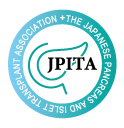 THE JAPANESE PANCREAS AND ISLET TRANSPLANT ASSOCIATION
JPITA